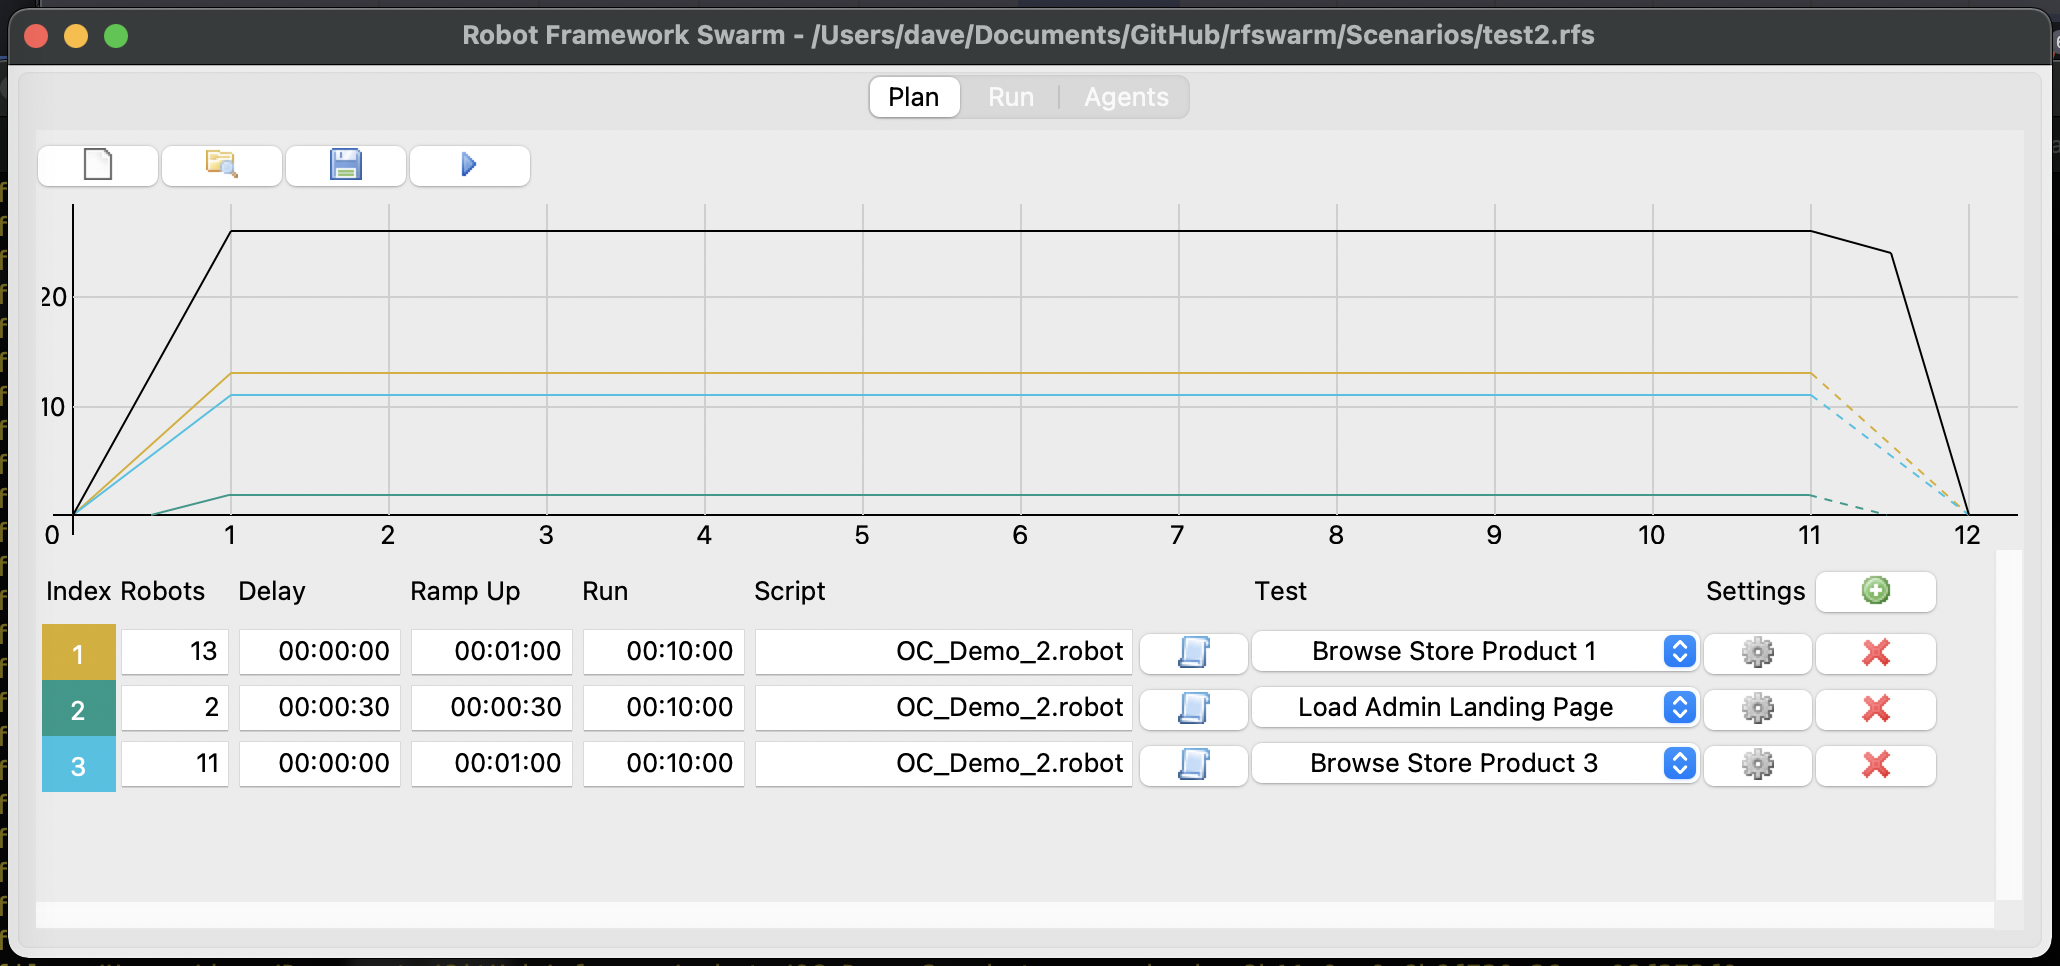 Robot Framework Swarm - /Users/dave/Documents/GitHub/rfswarm/Scenarios/test2.rfs
Plan Run Agents
20
10
0 1 2 3 4 5 6 7 8 9 10 11 12
Index Robots Delay Ramp Up Run Script Test Settings
1 13 00:00:00 00:01:00 00:10:00 OC_Demo_2.robot Browse Store Product 1
2 2 00:00:30 00:00:30 00:10:00 OC_Demo_2.robot Load Admin Landing Page
3 11 00:00:00 00:01:00 00:10:00 OC_Demo_2.robot Browse Store Product 3